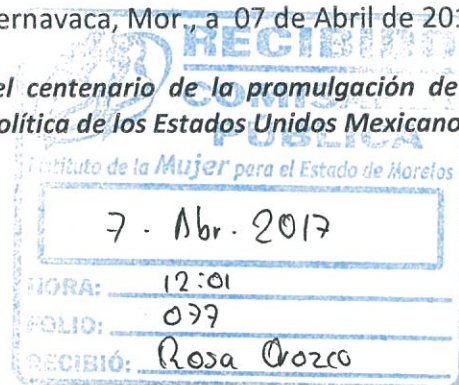 ernavaca, Mor., a 07 de Abril de 201
RECIBIDO
el centenario de la promulgación de
COMISARÍA
olítica de los Estados Unidos Mexicano
PÚBLICA
Instituto de la Mujer para el Estado de Morelos
7 - Abr - 2017
HORA: 12:01
FOLIO: 077
RECIBIÓ: Rosa Orozco